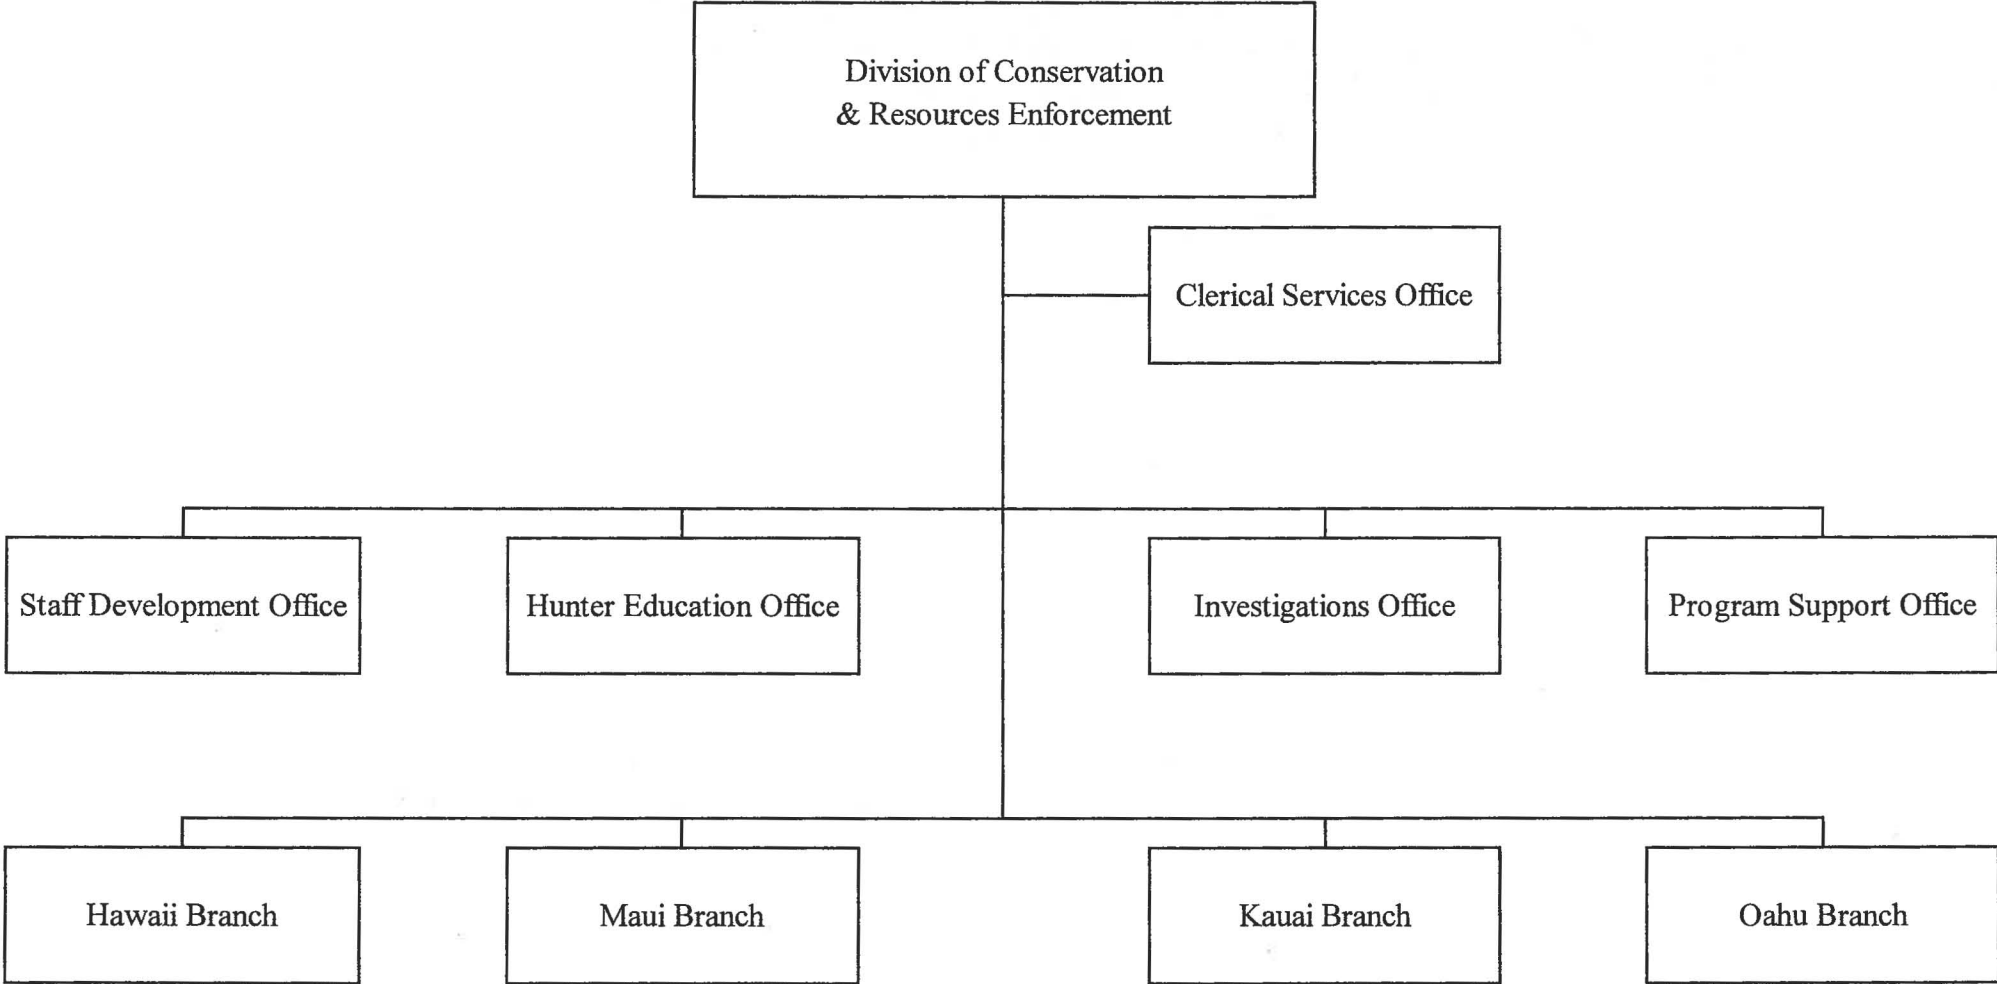 Division of Conservation
& Resources Enforcement
Clerical Services Office
Staff Development Office
Hunter Education Office
Investigations Office
Program Support Office
Hawaii Branch
Maui Branch
Kauai Branch
Oahu Branch